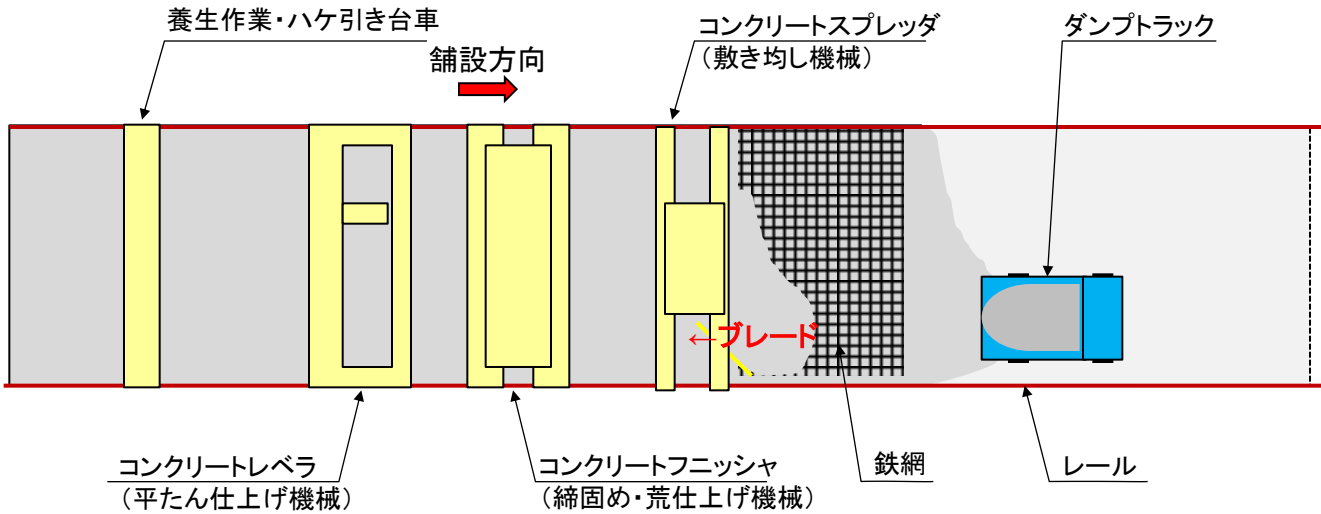 養生作業・ハケ引き台車
舗設方向
コンクリートスプレッダ
（敷き均し機械）
ダンプトラック
←ブレード
コンクリートレベラ
（平たん仕上げ機械）
コンクリートフニッシャ
（締固め・荒仕上げ機械）
鉄網
レール